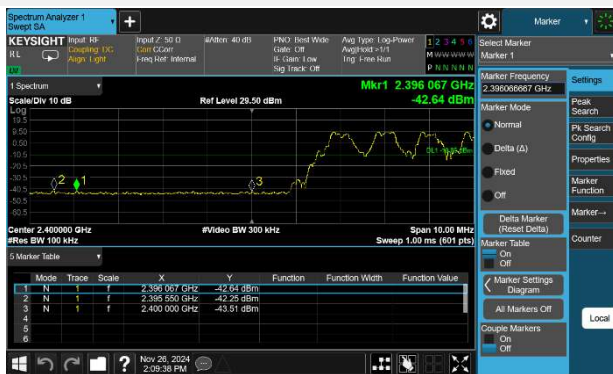 Spectrum Analyzer 1
Swept SA
+
Marker
KEYSIGHT Input: RF Input Z: 50 Ω #Atten: 40 dB PNO: Best Wide Avg Type: Log-Power 1 2 3 4 5 6
RL Coupling: DC Corr CCorr Gate: Off Avg|Hold:>1/1 M W W W W W
Align: Light Freq Ref: Internal IF Gain: Low Trig: Free Run P N N N N N
Sig Track: Off
LXI
Select Marker
Marker 1
1 Spectrum
Mkr1 2.396 067 GHz
Scale/Div 10 dB Ref Level 29.50 dBm -42.64 dBm
Log
19.5
9.50
-0.50
-10.5
-20.5
-30.5
-40.5
-50.5
-60.5
2 1 3
Center 2.400000 GHz #Video BW 300 kHz Span 10.00 MHz
#Res BW 100 kHz Sweep 1.00 ms (601 pts)
5 Marker Table
Mode Trace Scale X Y Function Function Width Function Value
1 N 1 f 2.396 067 GHz -42.64 dBm
2 N 1 f 2.395 550 GHz -42.25 dBm
3 N 1 f 2.400 000 GHz -43.51 dBm
4
5
6
? Nov 26, 2024
2:09:38 PM
Marker Frequency
2.396066667 GHz
Marker Mode
Normal
Delta (Δ)
Fixed
Off
Delta Marker
(Reset Delta)
Marker Table
On
Off
Marker Settings
Diagram
All Markers Off
Couple Markers
On
Off
Settings
Peak
Search
Pk Search
Config
Properties
Marker
Function
Marker→
Counter
Local